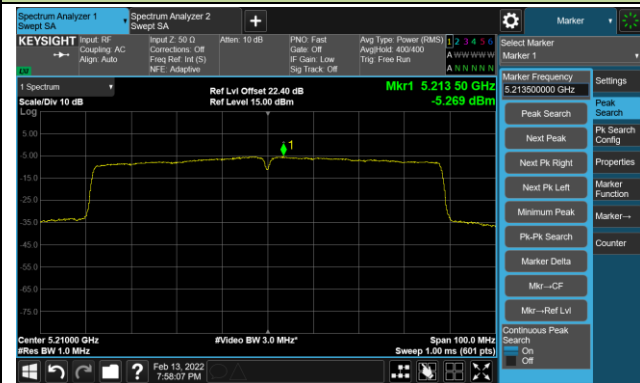 Spectrum Analyzer 1
Swept SA
Spectrum Analyzer 2
Swept SA
+
Marker
KEYSIGHT
Input: RF
Coupling: AC
Align: Auto
Input Z: 50 Ω
Corrections: Off
Freq Ref: Int (S)
NFE: Adaptive
Atten: 10 dB
PNO: Fast
Gate: Off
IF Gain: Low
Sig Track: Off
Avg Type: Power (RMS)
Avg|Hold: 400/400
Trig: Free Run
1 2 3 4 5 6
A W W W W W
A N N N N N
Select Marker
Marker 1
1 Spectrum
Scale/Div 10 dB
Log
Ref Lvl Offset 22.40 dB
Ref Level 15.00 dBm
Mkr1 5.213 50 GHz
-5.269 dBm
Marker Frequency
5.213500000 GHz
Settings
Peak Search
Peak
Search
Next Peak
Pk Search
Config
Next Pk Right
Properties
Next Pk Left
Marker
Function
Minimum Peak
Marker→
Pk-Pk Search
Counter
Marker Delta
Mkr→CF
Mkr→Ref Lvl
Continuous Peak
Search
On
Off
5.00
-5.00
-15.0
-25.0
-35.0
-45.0
-55.0
-65.0
-75.0
1
Center 5.21000 GHz
#Res BW 1.0 MHz
#Video BW 3.0 MHz*
Span 100.0 MHz
Sweep 1.00 ms (601 pts)
?
Feb 13, 2022
7:58:07 PM